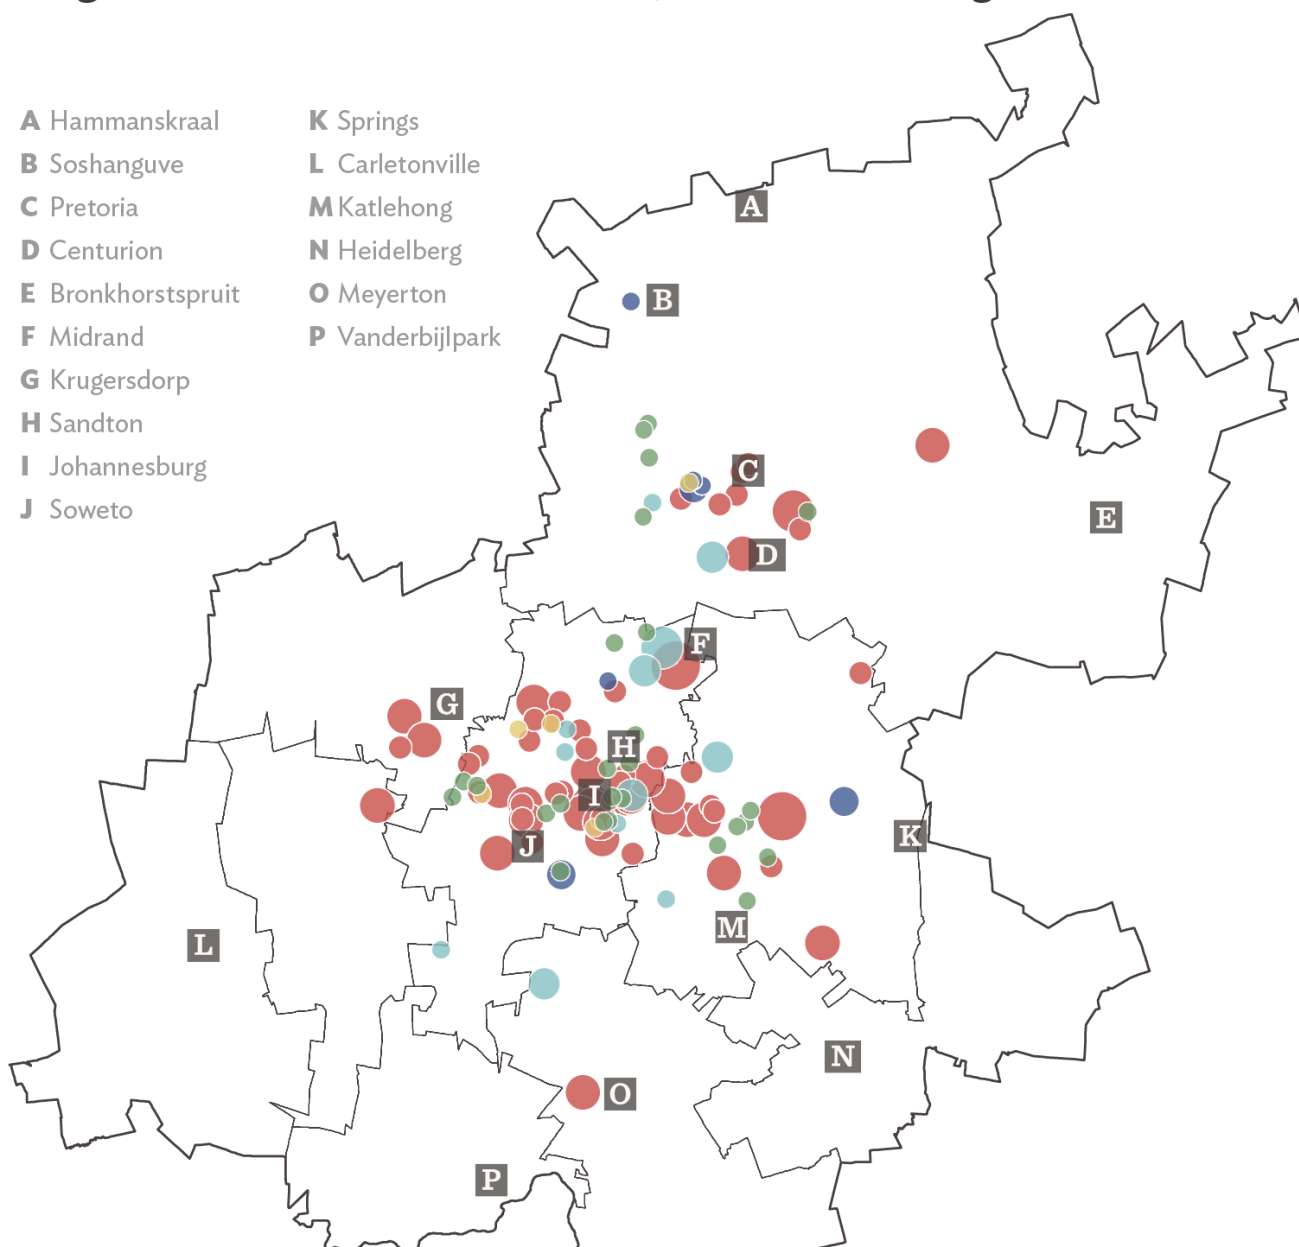 A Hammanskraal
B Soshanguve
C Pretoria
D Centurion
E Bronkhorstspruit
F Midrand
G Krugersdorp
H Sandton
I Johannesburg
J Soweto
K Springs
L Carletonville
M Katlehong
N Heidelberg
O Meyerton
P Vanderbijlpark
A
B
C
E
D
F
G
H
I
K
J
M
L
N
O
P